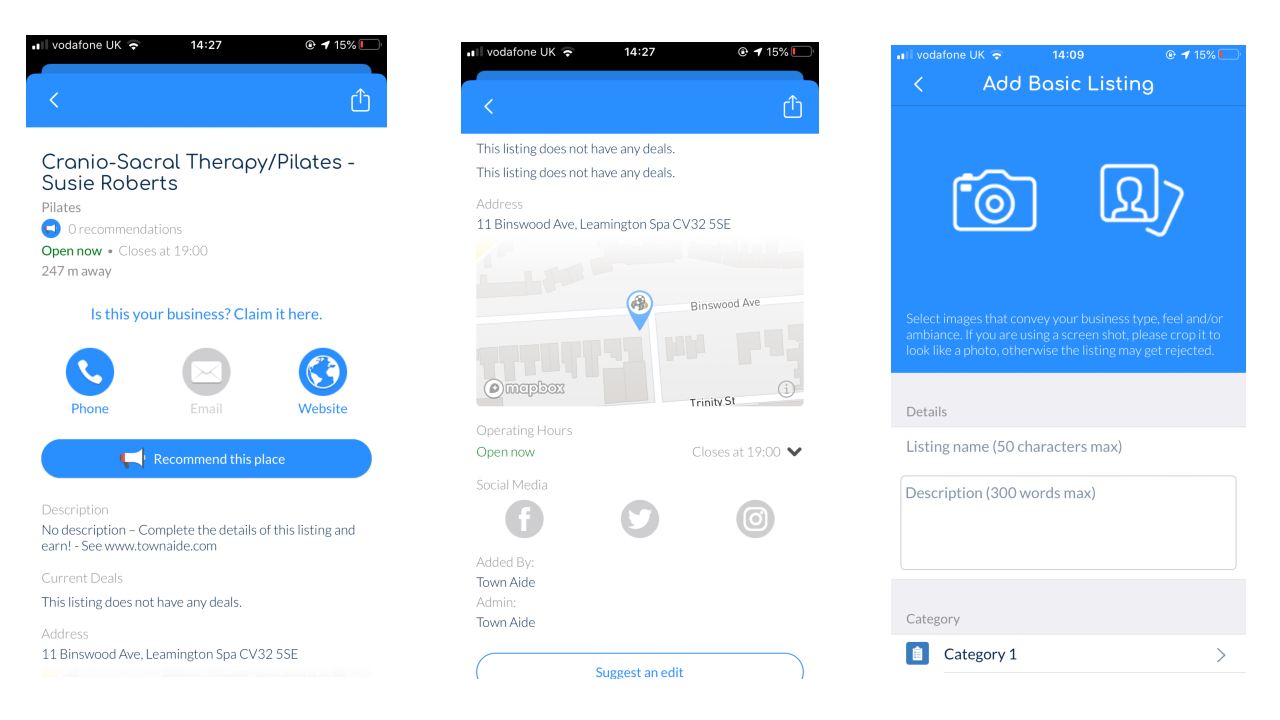 vodafone UK 14:27 15%
Cranio-Sacral Therapy/Pilates -
Susie Roberts
Pilates
0 recommendations
Open now • Closes at 19:00
247 m away
Is this your business? Claim it here.
Phone Email Website
Recommend this place
Description
No description – Complete the details of this listing and
earn! - See www.townaide.com
Current Deals
This listing does not have any deals.
Address
11 Binswood Ave, Leamington Spa CV32 5SE
vodafone UK 14:27 15%
This listing does not have any deals.
This listing does not have any deals.
Address
11 Binswood Ave, Leamington Spa CV32 5SE
Binswood Ave
mapbox
Trinity St
Operating Hours
Open now Closes at 19:00
Social Media
Added By:
Town Aide
Admin:
Town Aide
Suggest an edit
vodafone UK 14:09 15%
Add Basic Listing
Select images that convey your business type, feel and/or
ambiance. If you are using a screen shot, please crop it to
look like a photo, otherwise the listing may get rejected.
Details
Listing name (50 characters max)
Description (300 words max)
Category
Category 1